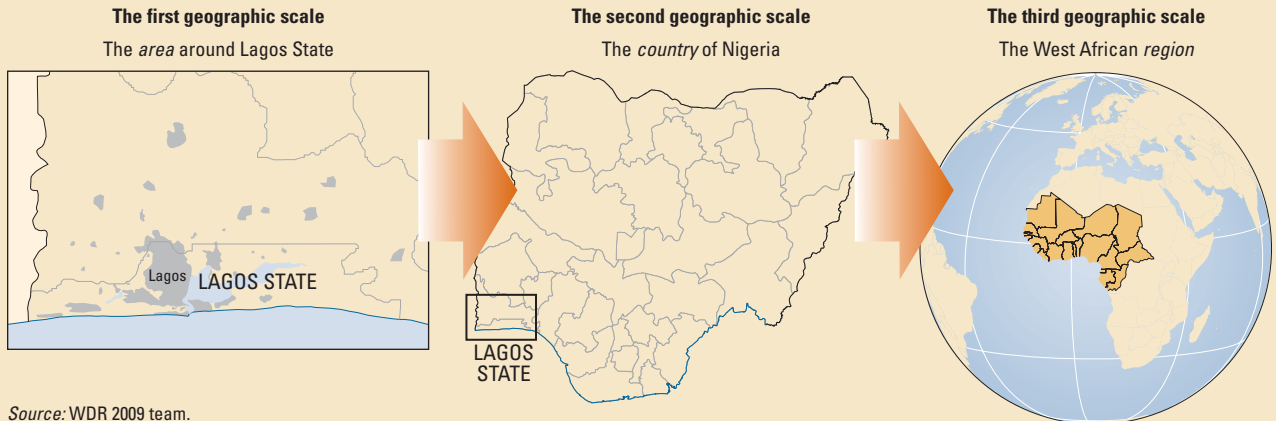 The first geographic scale
The area around Lagos State
Lagos
LAGOS STATE
The second geographic scale
The country of Nigeria
LAGOS
STATE
The third geographic scale
The West African region
Source: WDR 2009 team.